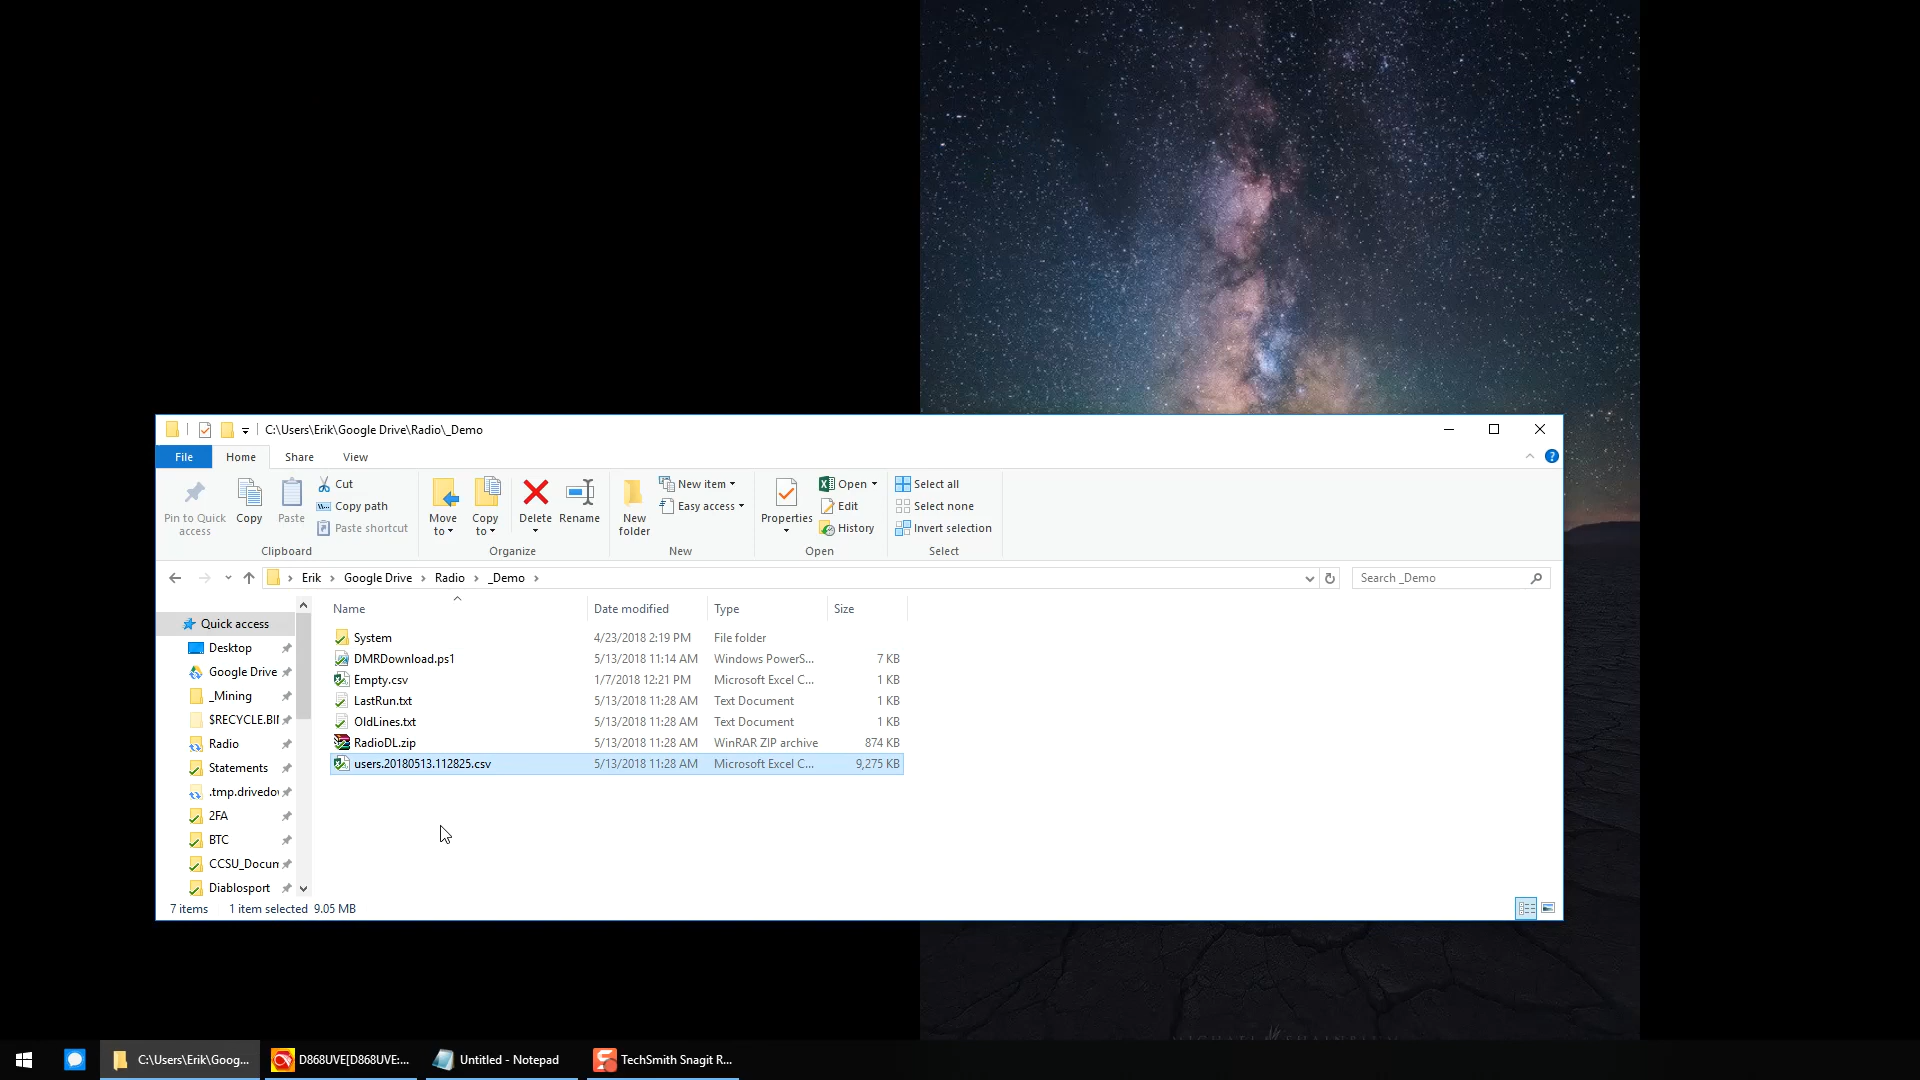 C:\Users\Erik\Google Drive\Radio\_Demo
File Home Share View
Pin to Quick access
Copy
Paste
Cut
Copy path
Paste shortcut
Clipboard
Move to
Copy to
Delete
Rename
Organize
New folder
New item
Easy access
New
Properties
Open
Edit
History
Open
Select all
Select none
Invert selection
Select
Erik > Google Drive > Radio > _Demo >
Search _Demo
Quick access
Desktop
Google Drive
_Mining
$RECYCLE.BI
Radio
Statements
.tmp.drivedo
2FA
BTC
CCSU_Docum
Diablosport
Name Date modified Type Size
System 4/23/2018 2:19 PM File folder
DMRDownload.ps1 5/13/2018 11:14 AM Windows PowerS... 7 KB
Empty.csv 1/7/2018 12:21 PM Microsoft Excel C... 1 KB
LastRun.txt 5/13/2018 11:28 AM Text Document 1 KB
OldLines.txt 5/13/2018 11:28 AM Text Document 1 KB
RadioDL.zip 5/13/2018 11:28 AM WinRAR ZIP archive 874 KB
users.20180513.112825.csv 5/13/2018 11:28 AM Microsoft Excel C... 9,275 KB
7 items 1 item selected 9.05 MB
C:\Users\Erik\Goog... D868UVE[D868UVE:... Untitled - Notepad TechSmith Snagit R...